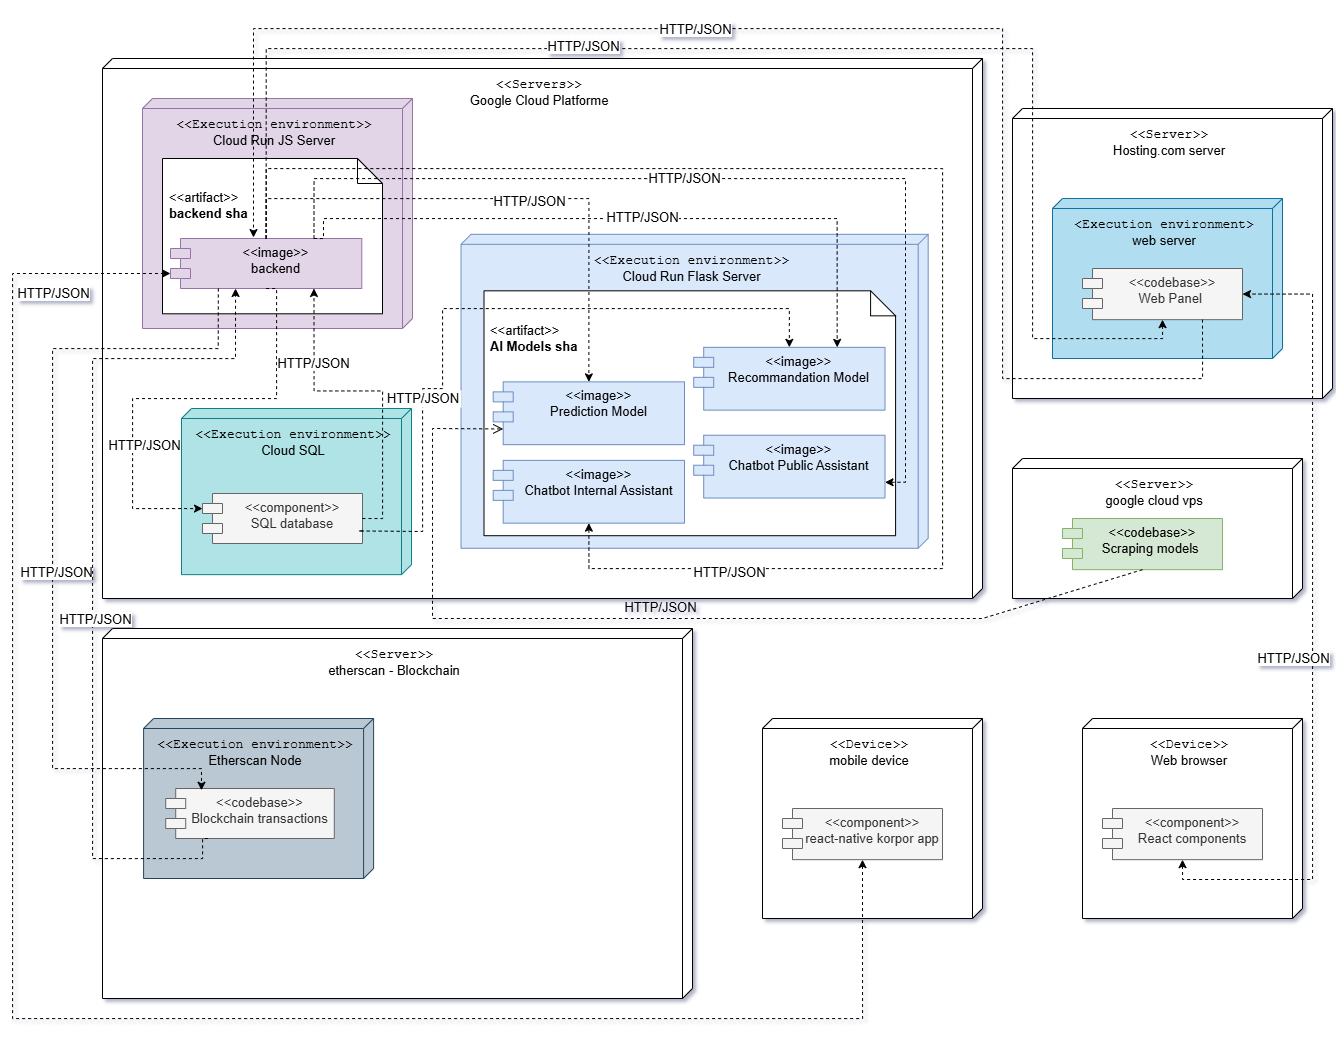 HTTP/JSON
HTTP/JSON
<<Servers>>
Google Cloud Platforme
<<Execution environment>>
Cloud Run JS Server
<<artifact>>
backend sha
<<image>>
backend
HTTP/JSON
HTTP/JSON
HTTP/JSON
HTTP/JSON
<<Execution environment>>
Cloud Run Flask Server
<<artifact>>
AI Models sha
<<image>>
Recommandation Model
<<image>>
Prediction Model
<<image>>
Chatbot Public Assistant
<<image>>
Chatbot Internal Assistant
HTTP/JSON
HTTP/JSON
HTTP/JSON
HTTP/JSON
<<Execution environment>>
Cloud SQL
<<component>>
SQL database
HTTP/JSON
HTTP/JSON
HTTP/JSON
HTTP/JSON
<<Server>>
Hosting.com server
<Execution environment>
web server
<<codebase>>
Web Panel
<<Server>>
google cloud vps
<<codebase>>
Scraping models
HTTP/JSON
<<Server>>
etherscan - Blockchain
<<Execution environment>>
Etherscan Node
<<codebase>>
Blockchain transactions
<<Device>>
mobile device
<<component>>
react-native korpor app
<<Device>>
Web browser
<<component>>
React components